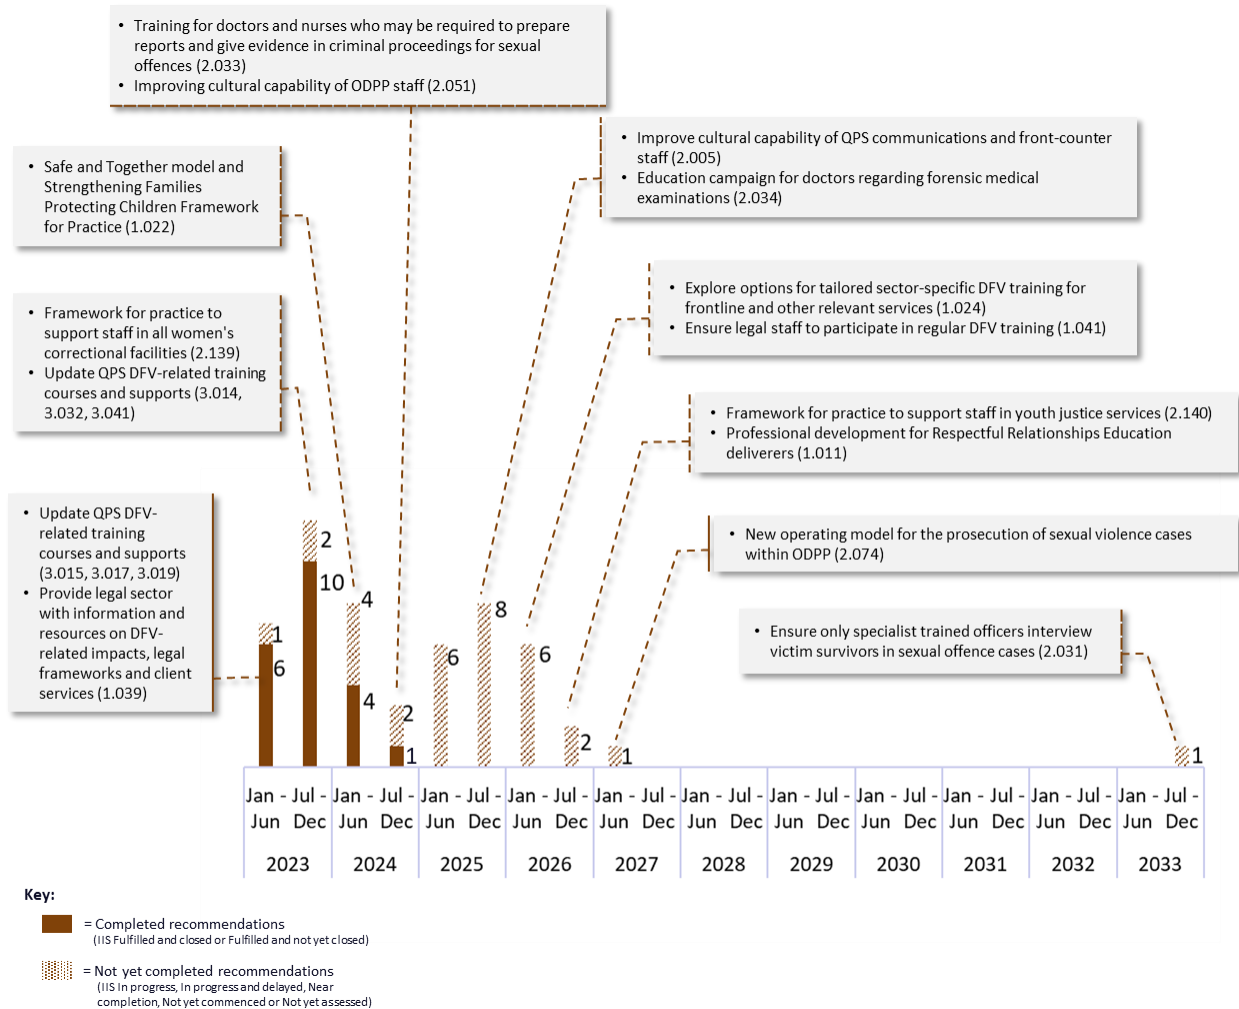 • Training for doctors and nurses who may be required to prepare
reports and give evidence in criminal proceedings for sexual
offences (2.033)
• Improving cultural capability of ODPP staff (2.051)
• Improve cultural capability of QPS communications and front-counter
staff (2.005)
• Education campaign for doctors regarding forensic medical
examinations (2.034)
• Safe and Together model and
Strengthening Families
Protecting Children Framework
for Practice (1.022)
• Explore options for tailored sector-specific DFV training for
frontline and other relevant services (1.024)
• Ensure legal staff to participate in regular DFV training (1.041)
• Framework for practice to
support staff in all women's
correctional facilities (2.139)
• Update QPS DFV-related training
courses and supports (3.014,
3.032, 3.041)
• Framework for practice to support staff in youth justice services (2.140)
• Professional development for Respectful Relationships Education
deliverers (1.011)
• Update QPS DFV-
related training
courses and supports
(3.015, 3.017, 3.019)
• Provide legal sector
with information and
resources on DFV-
related impacts, legal
frameworks and client
services (1.039)
• New operating model for the prosecution of sexual violence cases
within ODPP (2.074)
• Ensure only specialist trained officers interview
victim survivors in sexual offence cases (2.031)
1
6
2
10
4
4
2
1
6
8
6
2
1
1
Jan - Jul - Jan - Jul - Jan - Jul - Jan - Jul - Jan - Jul - Jan - Jul - Jan - Jul - Jan - Jul - Jan - Jul - Jan - Jul - Jan - Jul -
Jun Dec Jun Dec Jun Dec Jun Dec Jun Dec Jun Dec Jun Dec Jun Dec Jun Dec Jun Dec Jun Dec
2023 2024 2025 2026 2027 2028 2029 2030 2031 2032 2033
Key:
= Completed recommendations
(IIS Fulfilled and closed or Fulfilled and not yet closed)
= Not yet completed recommendations
(IIS In progress, In progress and delayed, Near
completion, Not yet commenced or Not yet assessed)